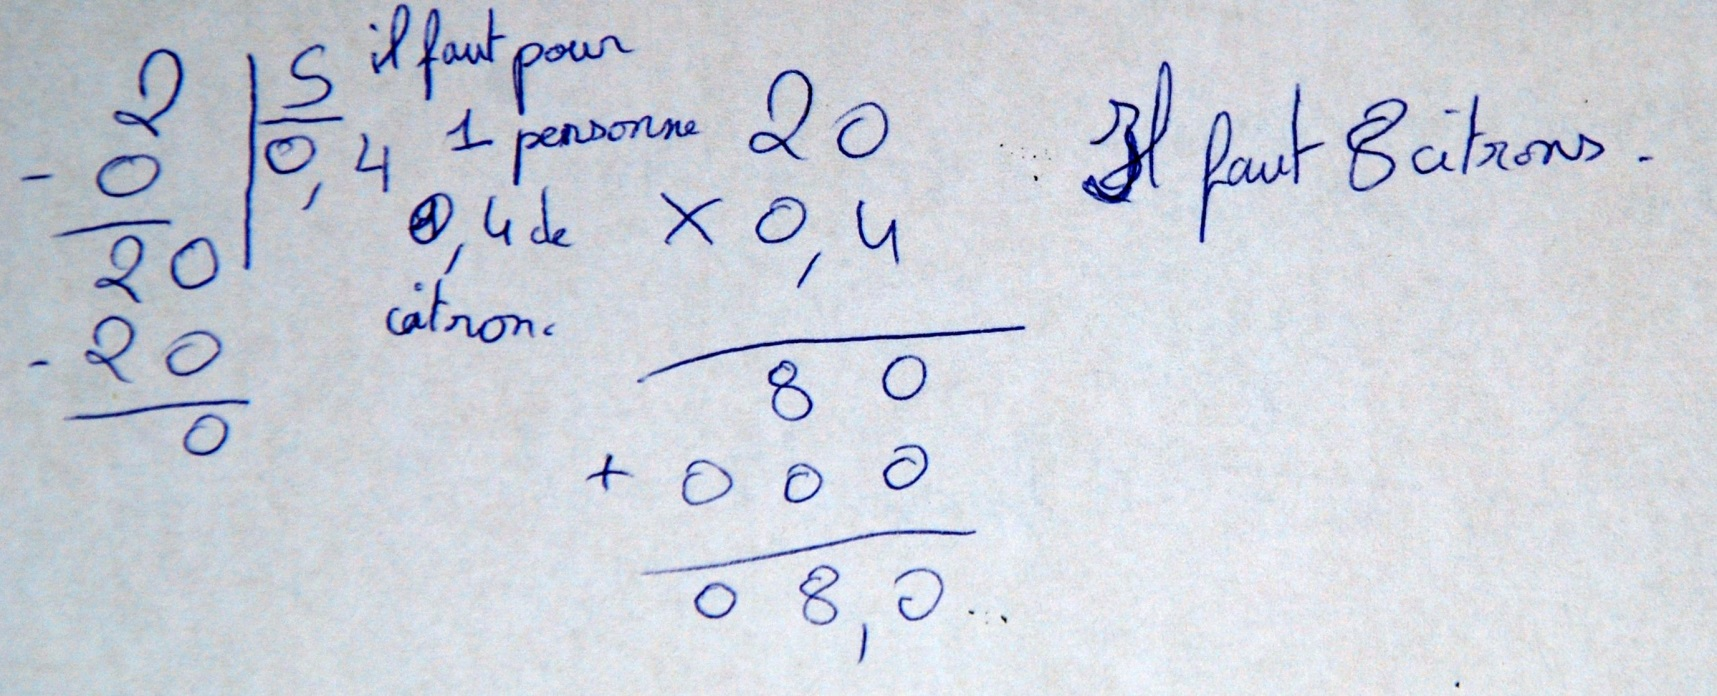 2 | 5
- 0 | 0,4
20
- 20
0
il faut pour
1 personne
0,4 de
citron.
20
× 0,4
80
+ 000
08,0
Il faut 8 citrons.